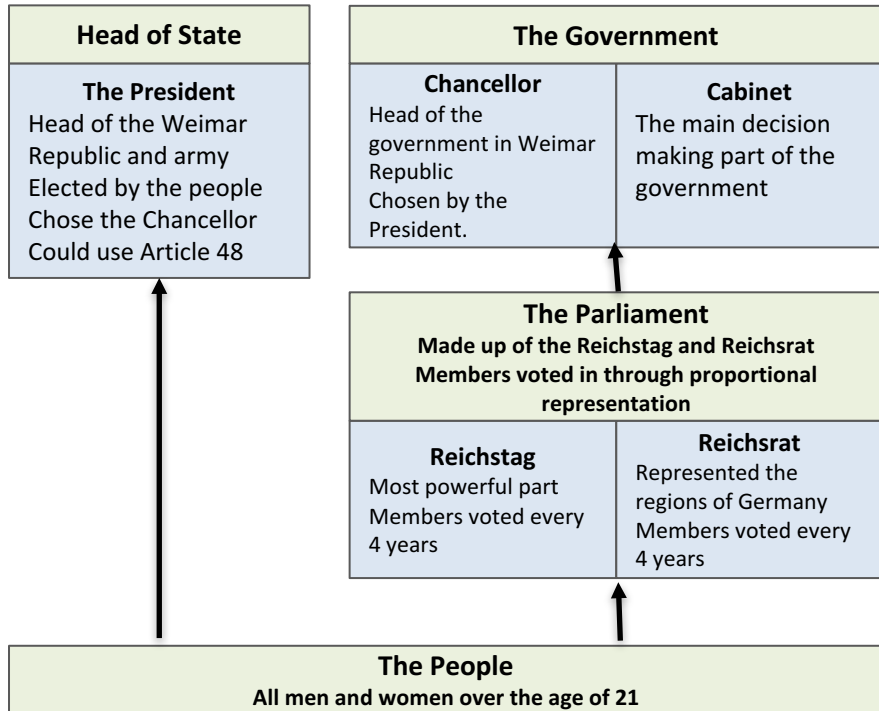 Head of State
The President
Head of the Weimar
Republic and army
Elected by the people
Chose the Chancellor
Could use Article 48
The Government
Chancellor
Head of the
government in Weimar
Republic
Chosen by the
President.
Cabinet
The main decision
making part of the
government
The Parliament
Made up of the Reichstag and Reichsrat
Members voted in through proportional
representation
Reichstag
Most powerful part
Members voted every
4 years
Reichsrat
Represented the
regions of Germany
Members voted every
4 years
The People
All men and women over the age of 21